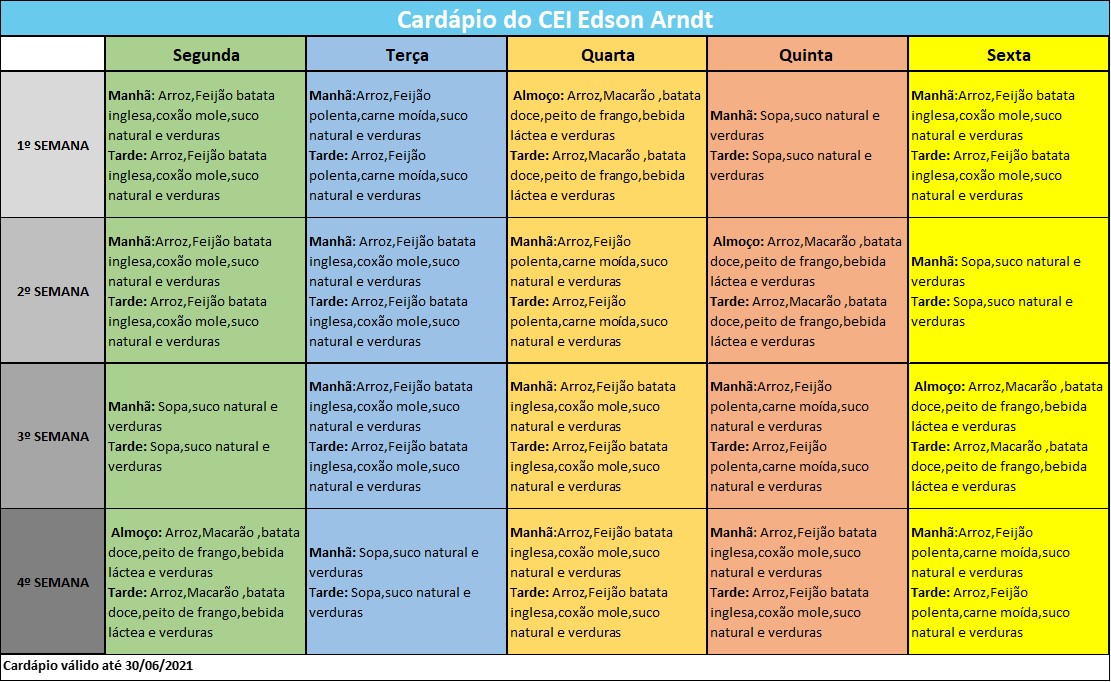 Cardápio do CEI Edson Arndt
Segunda
Terça
Quarta
Quinta
Sexta
1º SEMANA
Manhã: Arroz,Feijão batata
inglesa,coxão mole,suco
natural e verduras
Tarde: Arroz,Feijão batata
inglesa,coxão mole,suco
natural e verduras
Manhã:Arroz,Feijão
polenta,carne moída,suco
natural e verduras
Tarde: Arroz,Feijão
polenta,carne moída,suco
natural e verduras
Almoço: Arroz,Macarão ,batata
doce,peito de frango,bebida
láctea e verduras
Tarde: Arroz,Macarão ,batata
doce,peito de frango,bebida
láctea e verduras
Manhã: Sopa,suco natural e
verduras
Tarde: Sopa,suco natural e
verduras
Manhã:Arroz,Feijão batata
inglesa,coxão mole,suco
natural e verduras
Tarde: Arroz,Feijão batata
inglesa,coxão mole,suco
natural e verduras
2º SEMANA
Manhã:Arroz,Feijão batata
inglesa,coxão mole,suco
natural e verduras
Tarde: Arroz,Feijão batata
inglesa,coxão mole,suco
natural e verduras
Manhã: Arroz,Feijão batata
inglesa,coxão mole,suco
natural e verduras
Tarde: Arroz,Feijão batata
inglesa,coxão mole,suco
natural e verduras
Manhã:Arroz,Feijão
polenta,carne moída,suco
natural e verduras
Tarde: Arroz,Feijão
polenta,carne moída,suco
natural e verduras
Almoço: Arroz,Macarão ,batata
doce,peito de frango,bebida
láctea e verduras
Tarde: Arroz,Macarão ,batata
doce,peito de frango,bebida
láctea e verduras
Manhã: Sopa,suco natural e
verduras
Tarde: Sopa,suco natural e
verduras
3º SEMANA
Manhã: Sopa,suco natural e
verduras
Tarde: Sopa,suco natural e
verduras
Manhã:Arroz,Feijão batata
inglesa,coxão mole,suco
natural e verduras
Tarde: Arroz,Feijão batata
inglesa,coxão mole,suco
natural e verduras
Manhã: Arroz,Feijão batata
inglesa,coxão mole,suco
natural e verduras
Tarde: Arroz,Feijão batata
inglesa,coxão mole,suco
natural e verduras
Manhã:Arroz,Feijão
polenta,carne moída,suco
natural e verduras
Tarde: Arroz,Feijão
polenta,carne moída,suco
natural e verduras
Almoço: Arroz,Macarão ,batata
doce,peito de frango,bebida
láctea e verduras
Tarde: Arroz,Macarão ,batata
doce,peito de frango,bebida
láctea e verduras
4º SEMANA
Almoço: Arroz,Macarão ,batata
doce,peito de frango,bebida
láctea e verduras
Tarde: Arroz,Macarão ,batata
doce,peito de frango,bebida
láctea e verduras
Manhã: Sopa,suco natural e
verduras
Tarde: Sopa,suco natural e
verduras
Manhã:Arroz,Feijão batata
inglesa,coxão mole,suco
natural e verduras
Tarde: Arroz,Feijão batata
inglesa,coxão mole,suco
natural e verduras
Manhã: Arroz,Feijão batata
inglesa,coxão mole,suco
natural e verduras
Tarde: Arroz,Feijão batata
inglesa,coxão mole,suco
natural e verduras
Manhã:Arroz,Feijão
polenta,carne moída,suco
natural e verduras
Tarde: Arroz,Feijão
polenta,carne moída,suco
natural e verduras
Cardápio válido até 30/06/2021